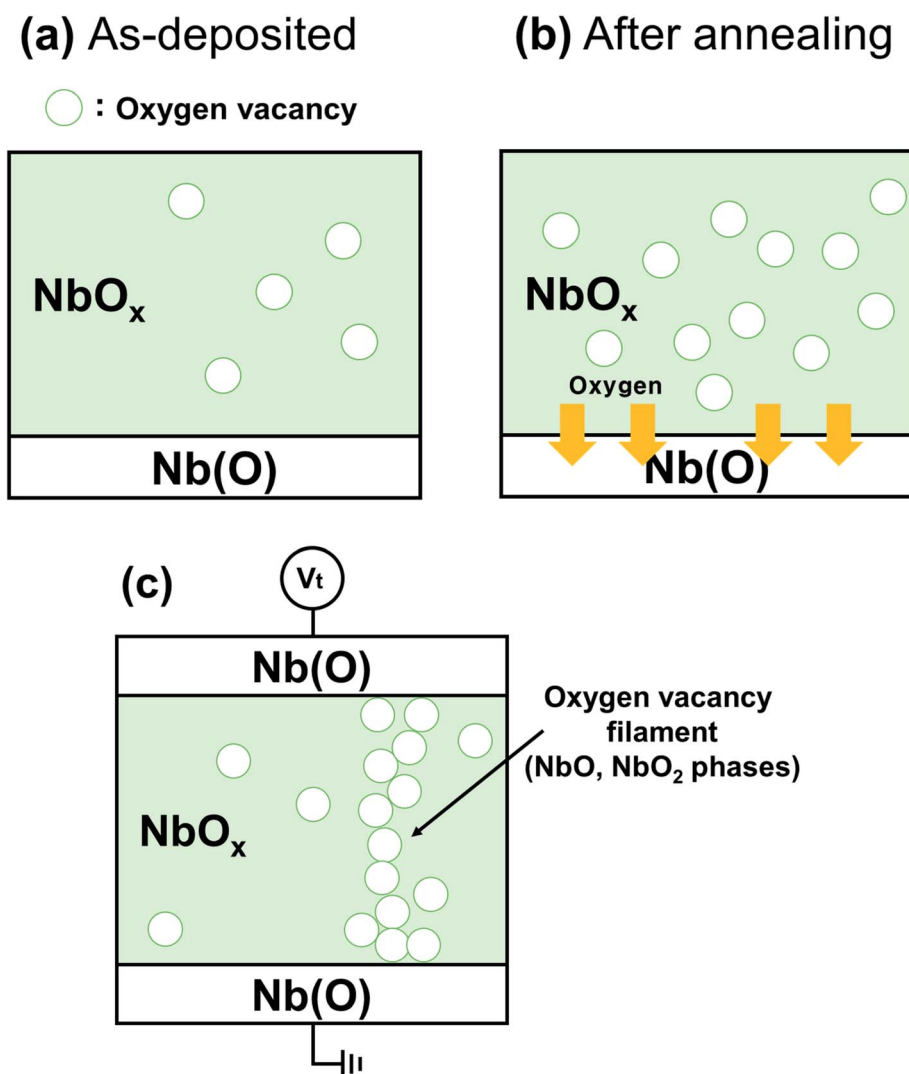 (a) As-deposited
(b) After annealing
: Oxygen vacancy
NbOₓ
Nb(O)
NbOₓ
Oxygen
Nb(O)
(c)
Vt
Nb(O)
NbOₓ
Oxygen vacancy
filament
(NbO, NbO₂ phases)
Nb(O)